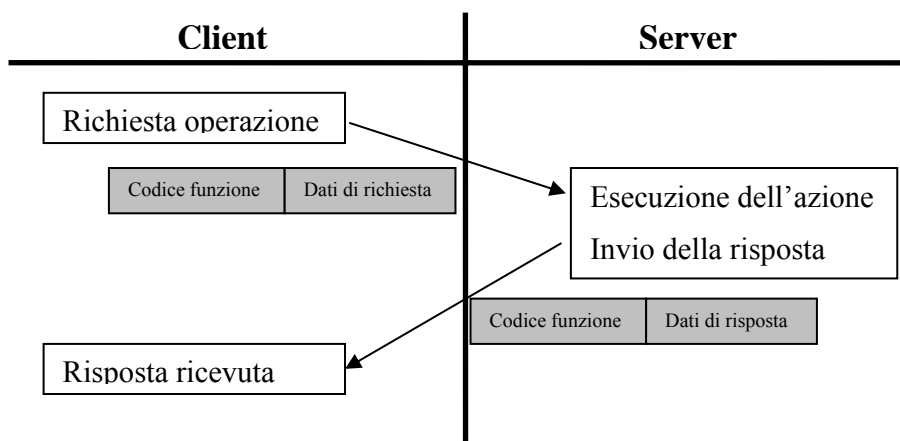 Client
Server
Richiesta operazione
Codice funzione
Dati di richiesta
Esecuzione dell’azione
Invio della risposta
Codice funzione
Dati di risposta
Risposta ricevuta